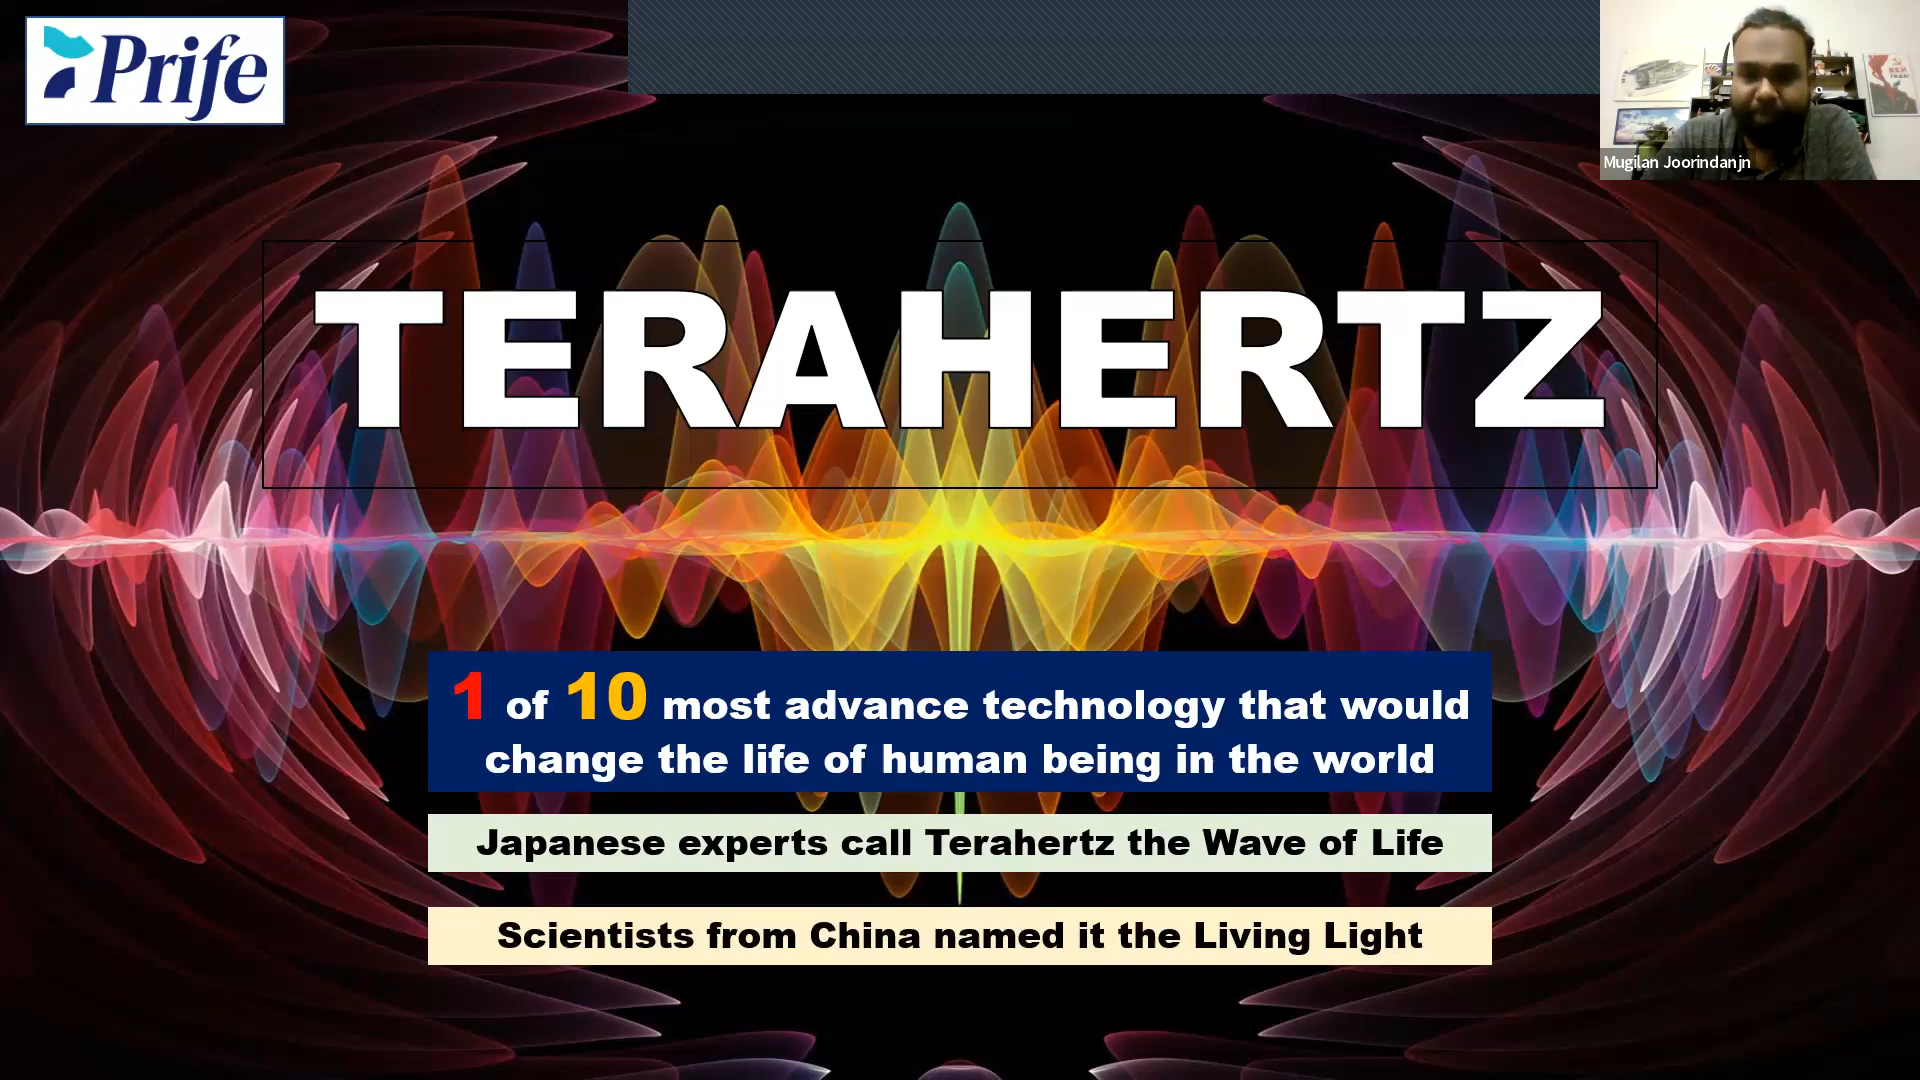 Prife
Mugilan Joorindanjn
TERAHERTZ
1 of 10 most advance technology that would
change the life of human being in the world
Japanese experts call Terahertz the Wave of Life
Scientists from China named it the Living Light